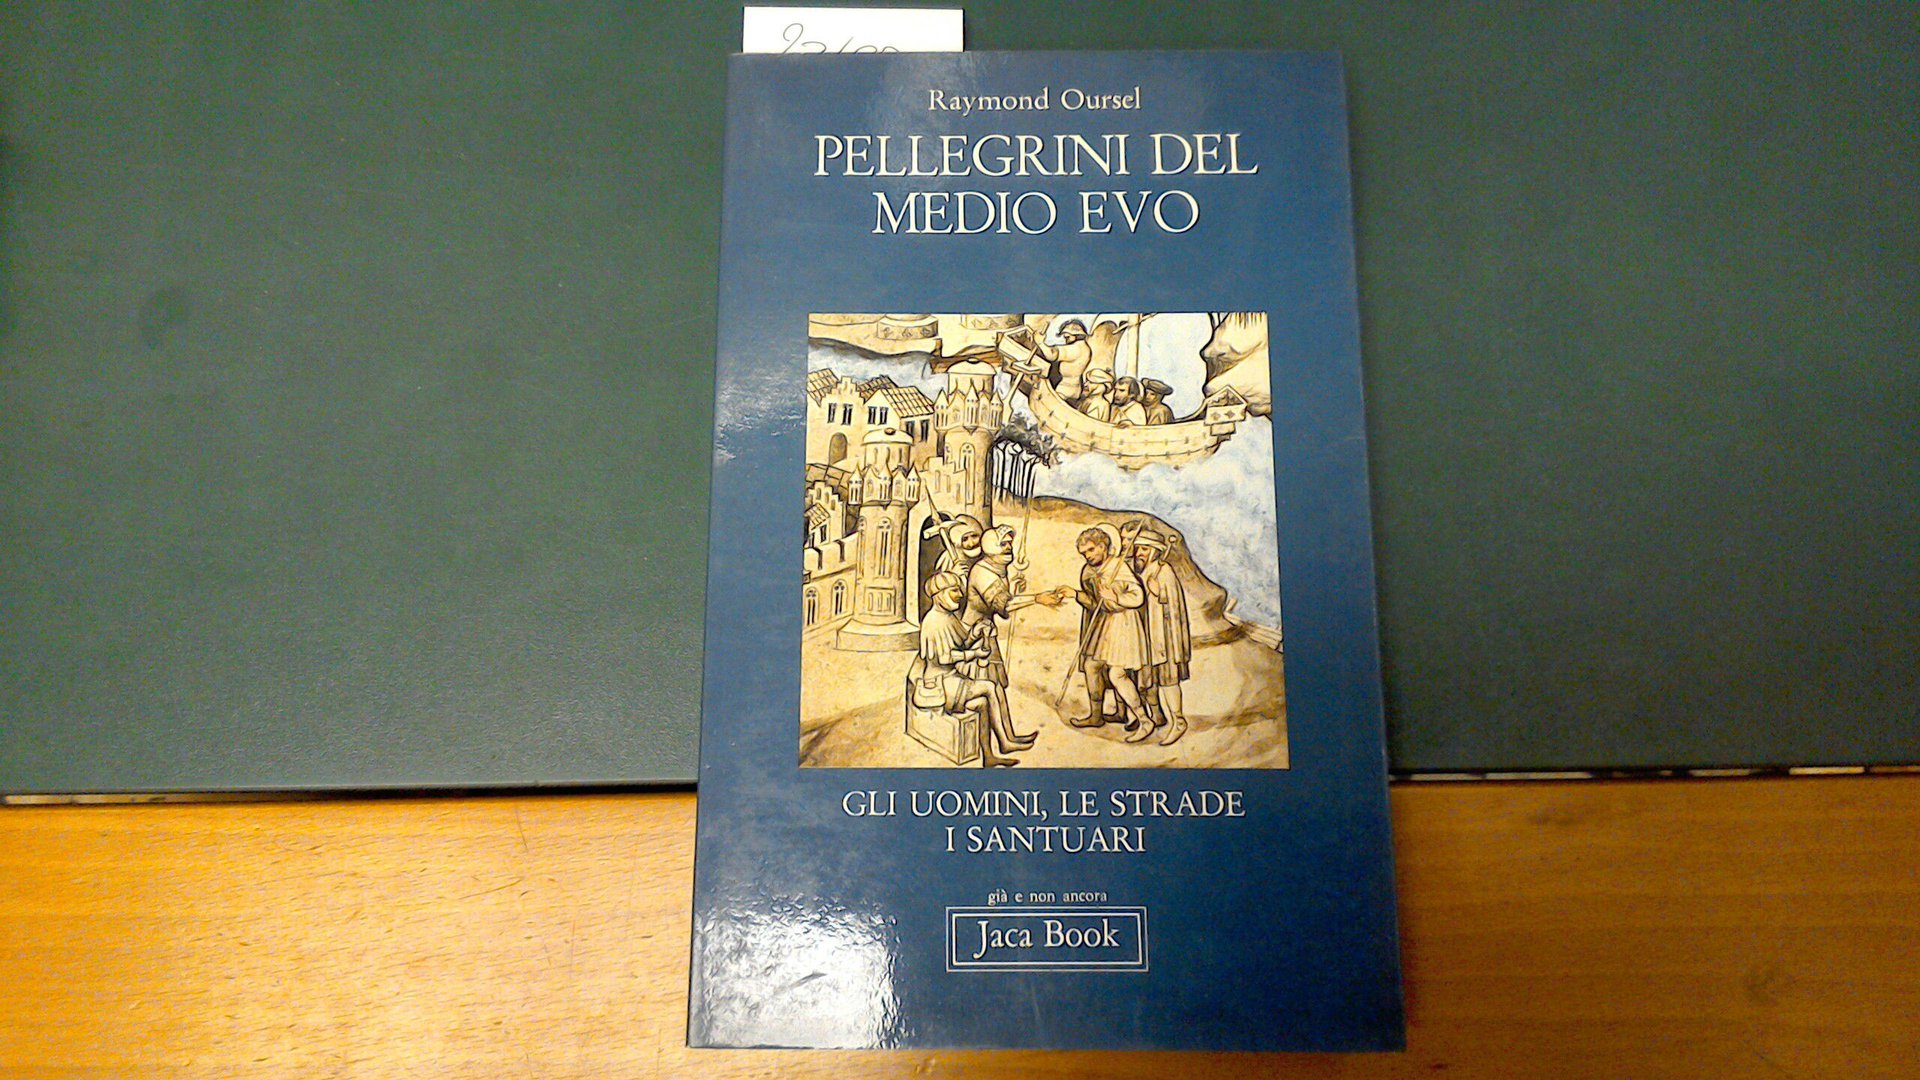 Raymond Oursel
PELLEGRINI DEL
MEDIO EVO
GLI UOMINI, LE STRADE
I SANTUARI
già e non ancora
Jaca Book